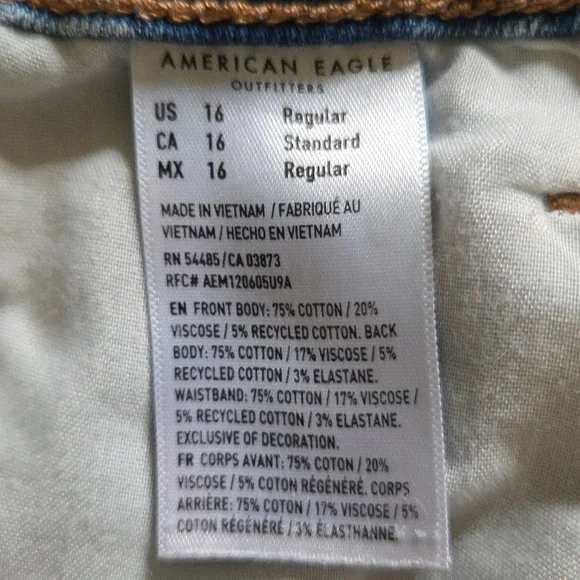 AMERICAN EAGLE
OUTFITTERS
US 16 Regular
CA 16 Standard
MX 16 Regular
MADE IN VIETNAM / FABRIQUÉ AU
VIETNAM / HECHO EN VIETNAM
RN 54485 / CA 03873
RFC# AEM120605U9A
EN FRONT BODY: 75% COTTON / 20%
VISCOSE / 5% RECYCLED COTTON. BACK
BODY: 75% COTTON / 17% VISCOSE / 5%
RECYCLED COTTON / 3% ELASTANE.
WAISTBAND: 75% COTTON / 17% VISCOSE /
5% RECYCLED COTTON / 3% ELASTANE.
EXCLUSIVE OF DECORATION.
FR CORPS AVANT: 75% COTON / 20%
VISCOSE / 5% COTON RÉGÉNÉRÉ. CORPS
ARRIÈRE: 75% COTON / 17% VISCOSE / 5%
COTON RÉGÉNÉRÉ / 3% ÉLASTHANNE.